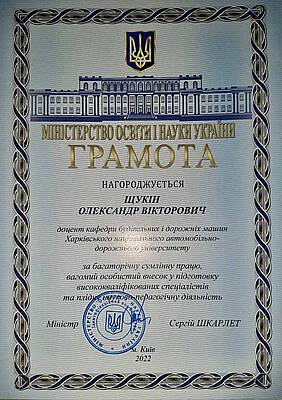 МІНІСТЕРСТВО ОСВІТИ І НАУКИ УКРАЇНИ
ГРАМОТА
НАГОРОДЖУЄТЬСЯ
ЩУКІН
ОЛЕКСАНДР ВІКТОРОВИЧ
доцент кафедри будівельних і дорожніх машин
Харківського національного автомобільно-
дорожнього університету
за багаторічну сумлінну працю,
вагомий особистий внесок у підготовку
висококваліфікованих спеціалістів
та плідну педагогічну діяльність
Міністр Сергій ШКАРЛЕТ
м. Київ
2022